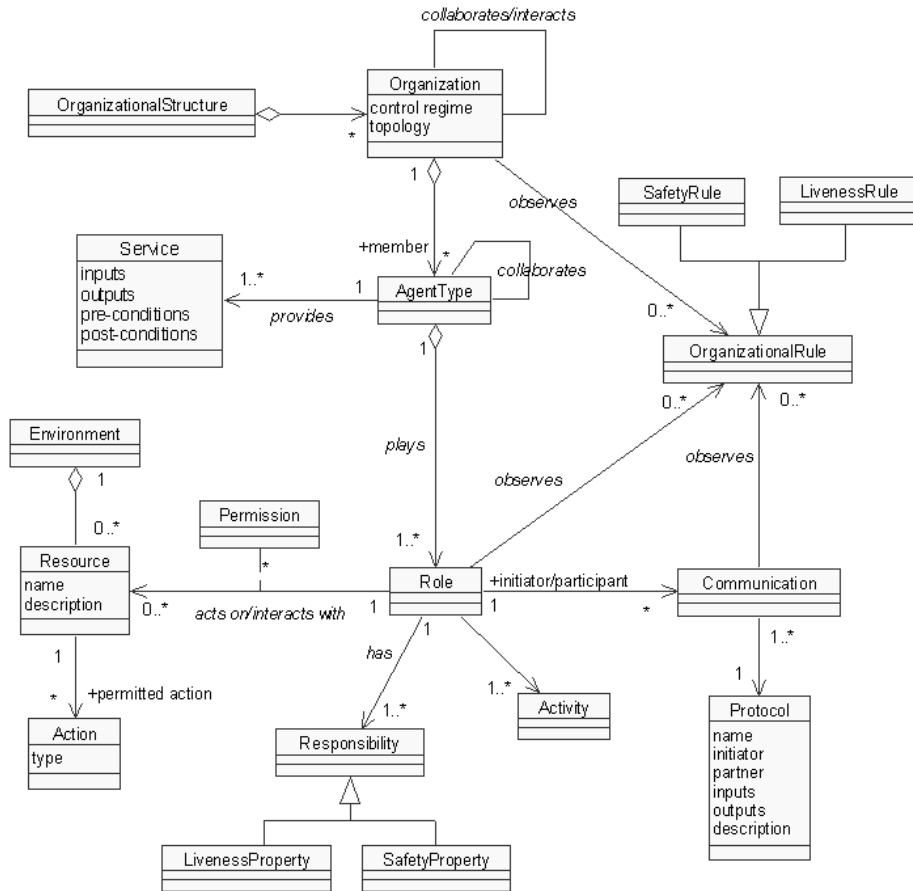 collaborates/interacts
Organization
control regime
topology
OrganizationalStructure
*
1
observes
SafetyRule
LivenessRule
+member
*
collaborates
Service
inputs
outputs
pre-conditions
post-conditions
1..*
provides
1
AgentType
1
0..*
OrganizationalRule
0..*
0..*
plays
observes
observes
Environment
1
0..*
Permission
*
1..*
Resource
name
description
0..*
acts on/interacts with
1
Role
1
+initiator/participant
*
Communication
1
1..*
1
has
1
*
+permitted action
1..*
1..*
Action
type
Responsibility
Activity
Protocol
name
initiator
partner
inputs
outputs
description
LivenessProperty
SafetyProperty